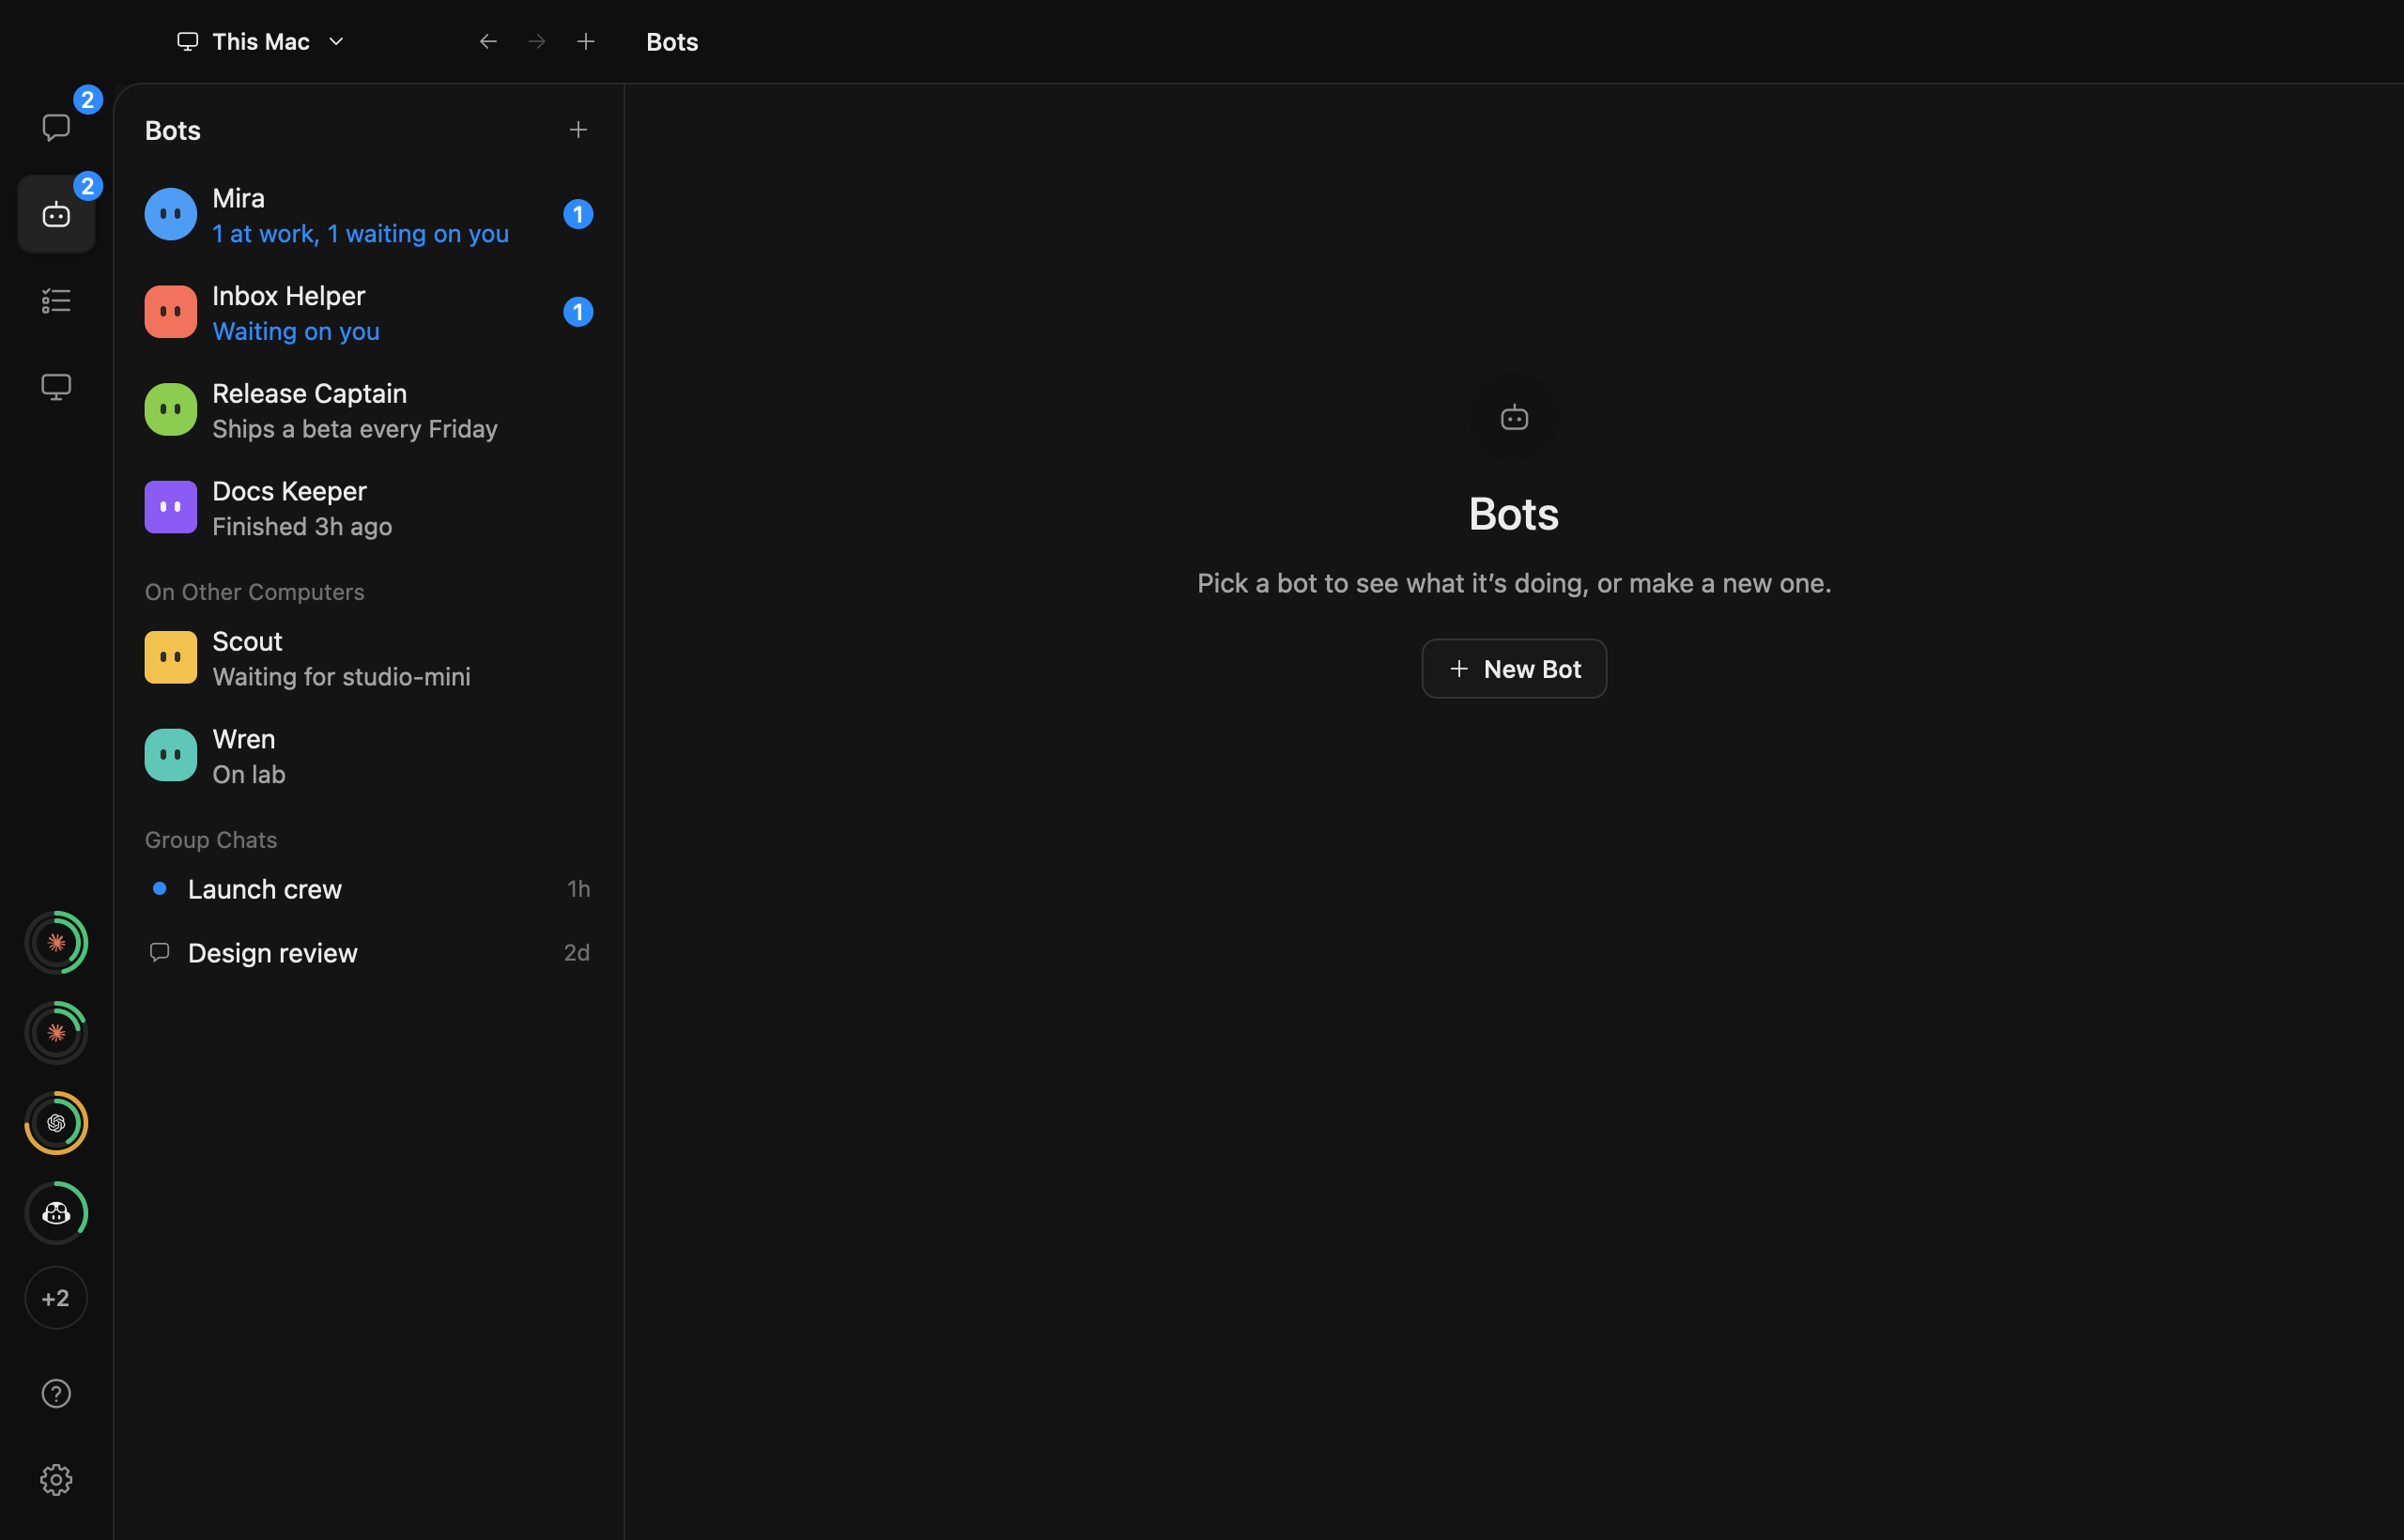 This Mac
Bots
2
2
Bots
Mira
1 at work, 1 waiting on you
1
Inbox Helper
Waiting on you
1
Release Captain
Ships a beta every Friday
Docs Keeper
Finished 3h ago
On Other Computers
Scout
Waiting for studio-mini
Wren
On lab
Group Chats
Launch crew
1h
Design review
2d
+2
?
Bots
Pick a bot to see what it’s doing, or make a new one.
+ New Bot